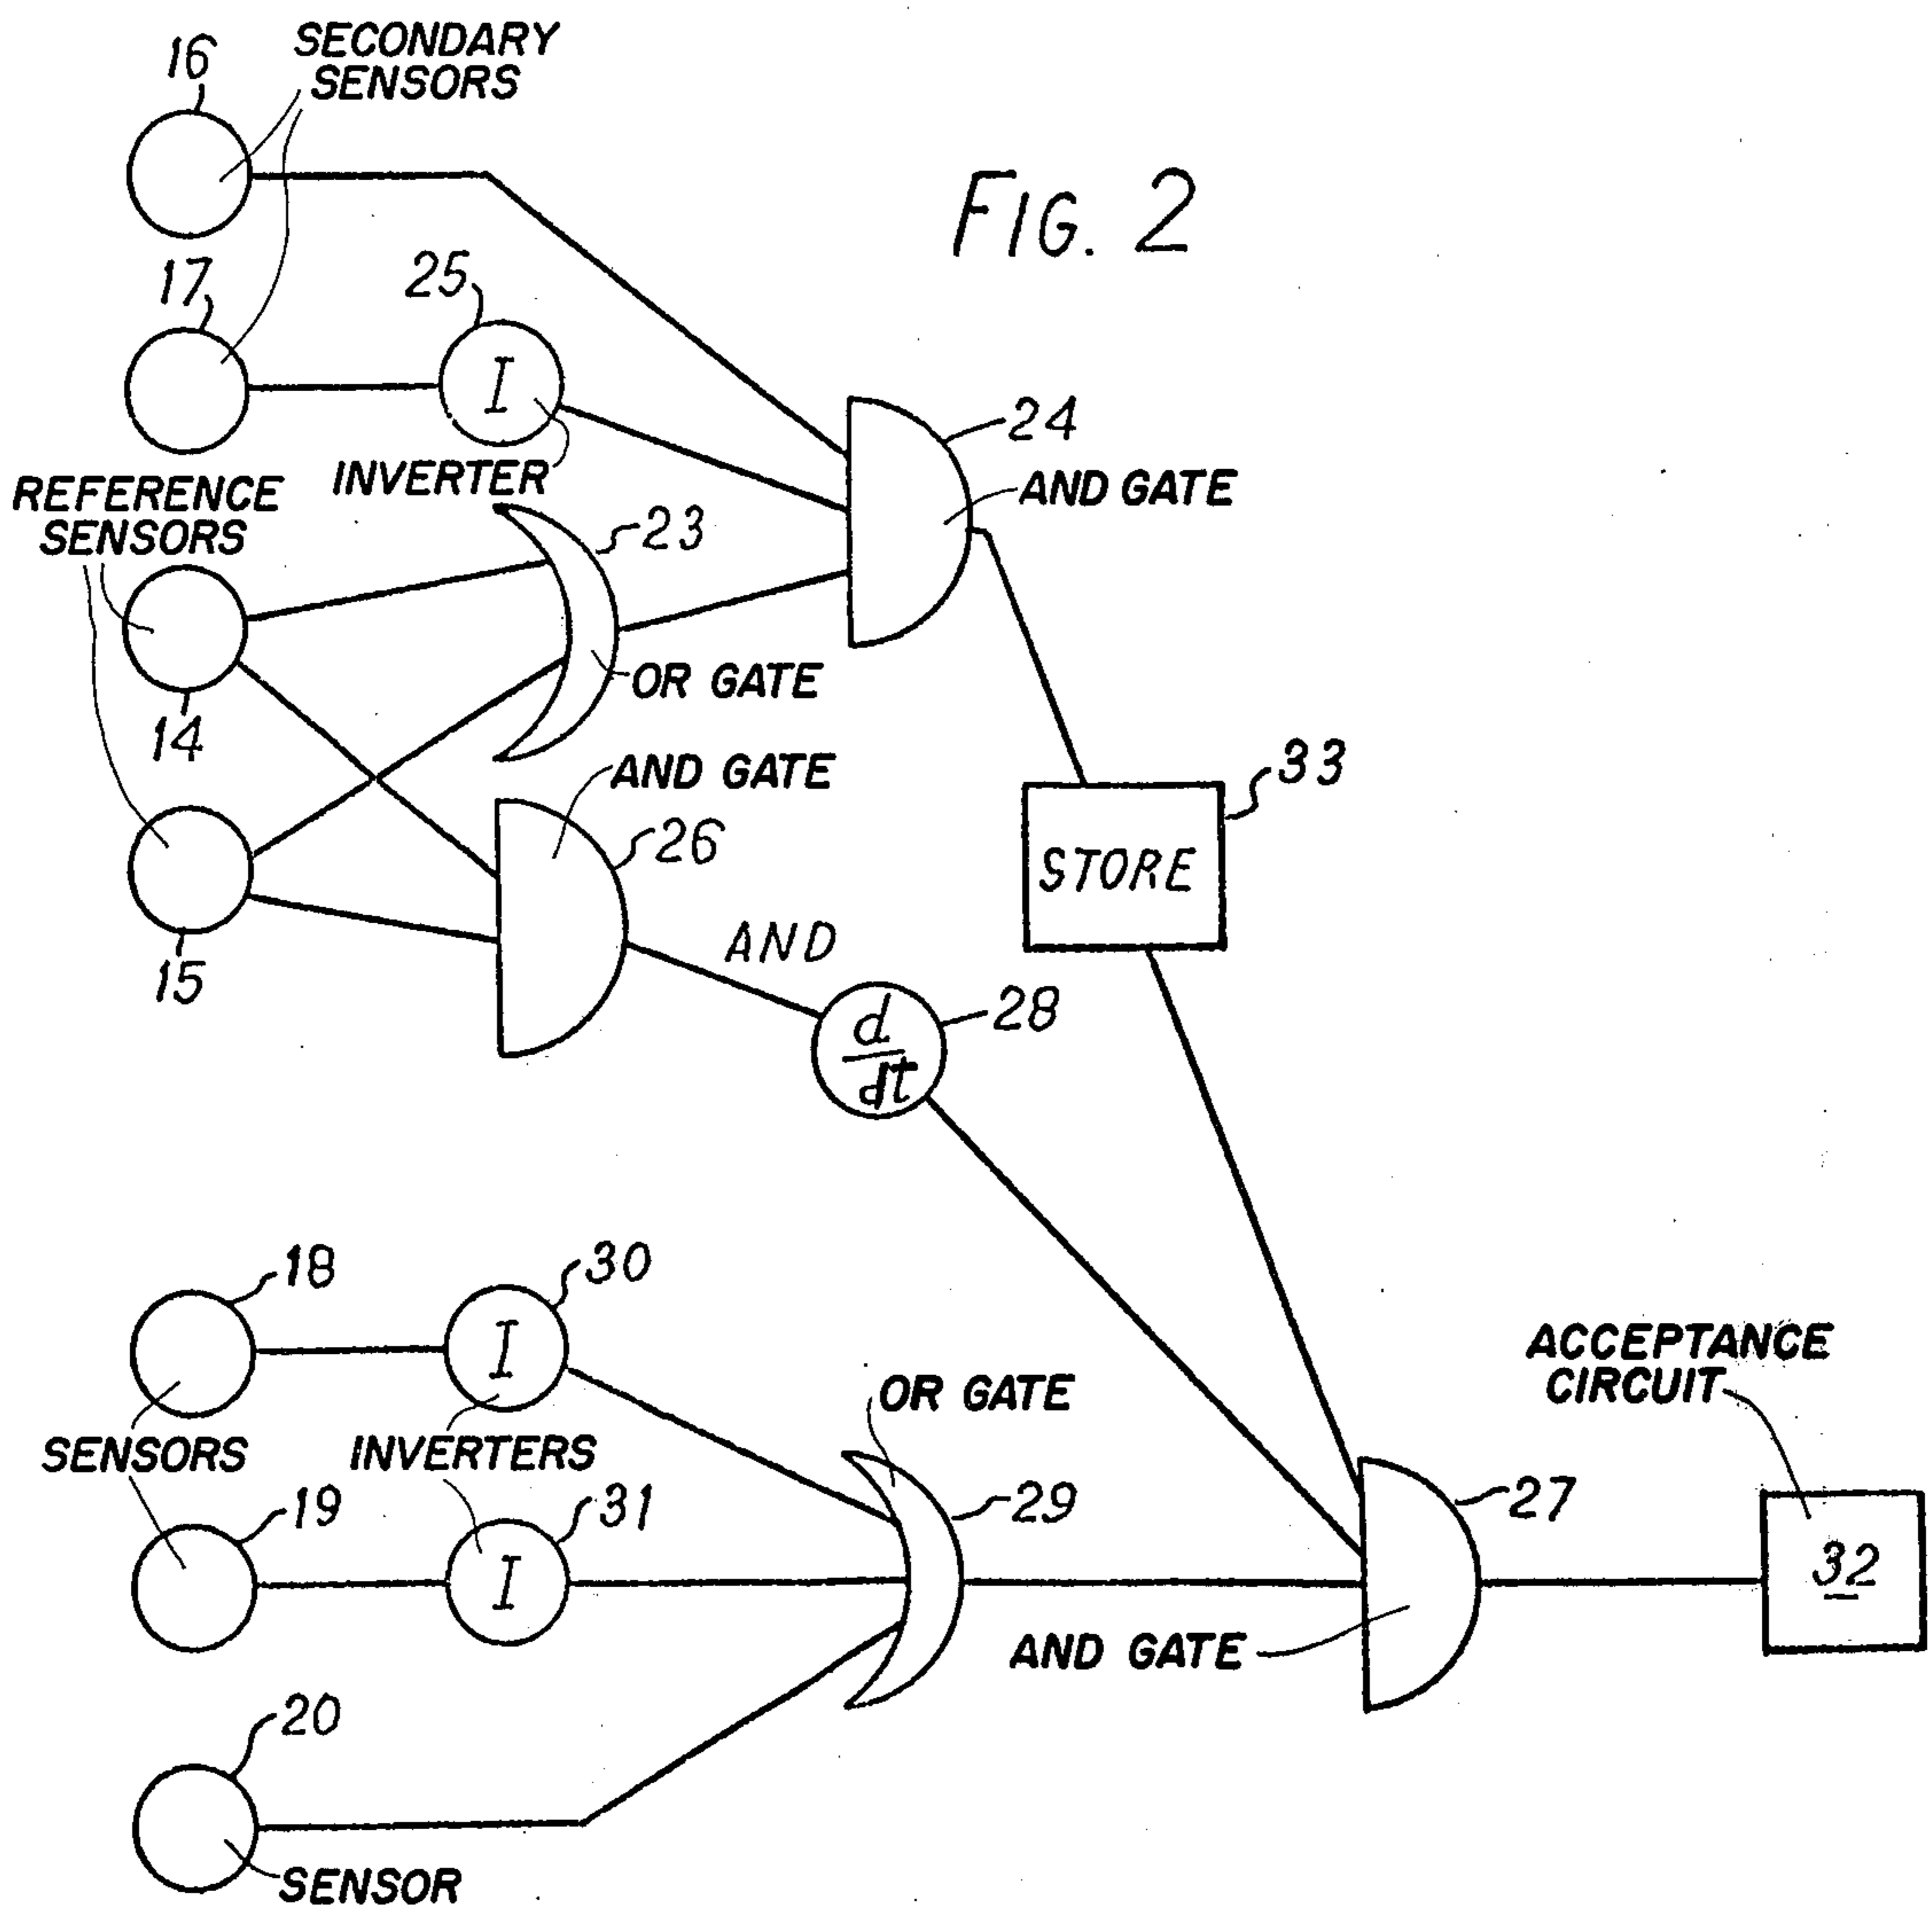 16
SECONDARY
SENSORS
FIG. 2
17
25
I
INVERTER
24
AND GATE
REFERENCE
SENSORS
23
OR GATE
14
AND GATE
26
33
STORE
15
AND
28
d
dt
18
30
I
SENSORS
INVERTERS
OR GATE
ACCEPTANCE
CIRCUIT
19
31
I
29
27
32
AND GATE
20
SENSOR